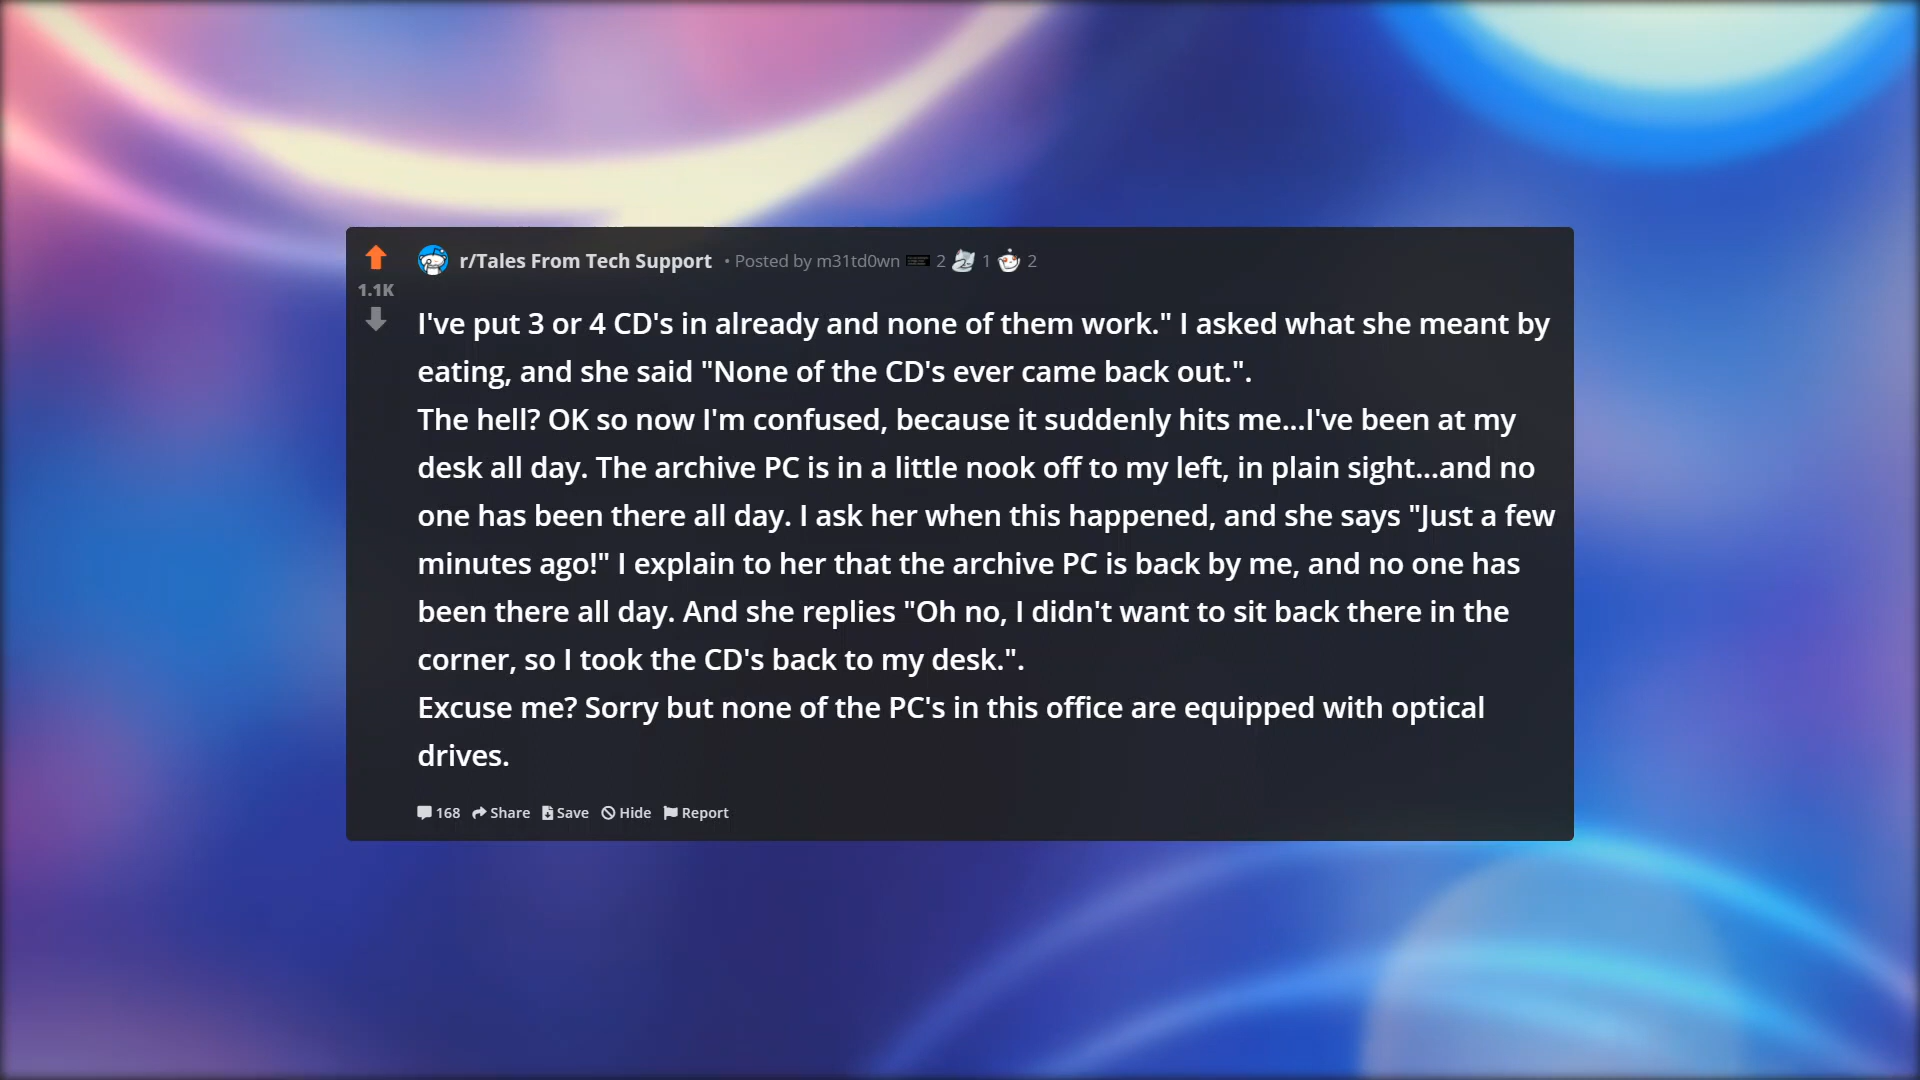 r/Tales From Tech Support • Posted by m31td0wn 2 1 2
1.1K
I've put 3 or 4 CD's in already and none of them work." I asked what she meant by
eating, and she said "None of the CD's ever came back out.".
The hell? OK so now I'm confused, because it suddenly hits me...I've been at my
desk all day. The archive PC is in a little nook off to my left, in plain sight...and no
one has been there all day. I ask her when this happened, and she says "Just a few
minutes ago!" I explain to her that the archive PC is back by me, and no one has
been there all day. And she replies "Oh no, I didn't want to sit back there in the
corner, so I took the CD's back to my desk.".
Excuse me? Sorry but none of the PC's in this office are equipped with optical
drives.
168 Share Save Hide Report